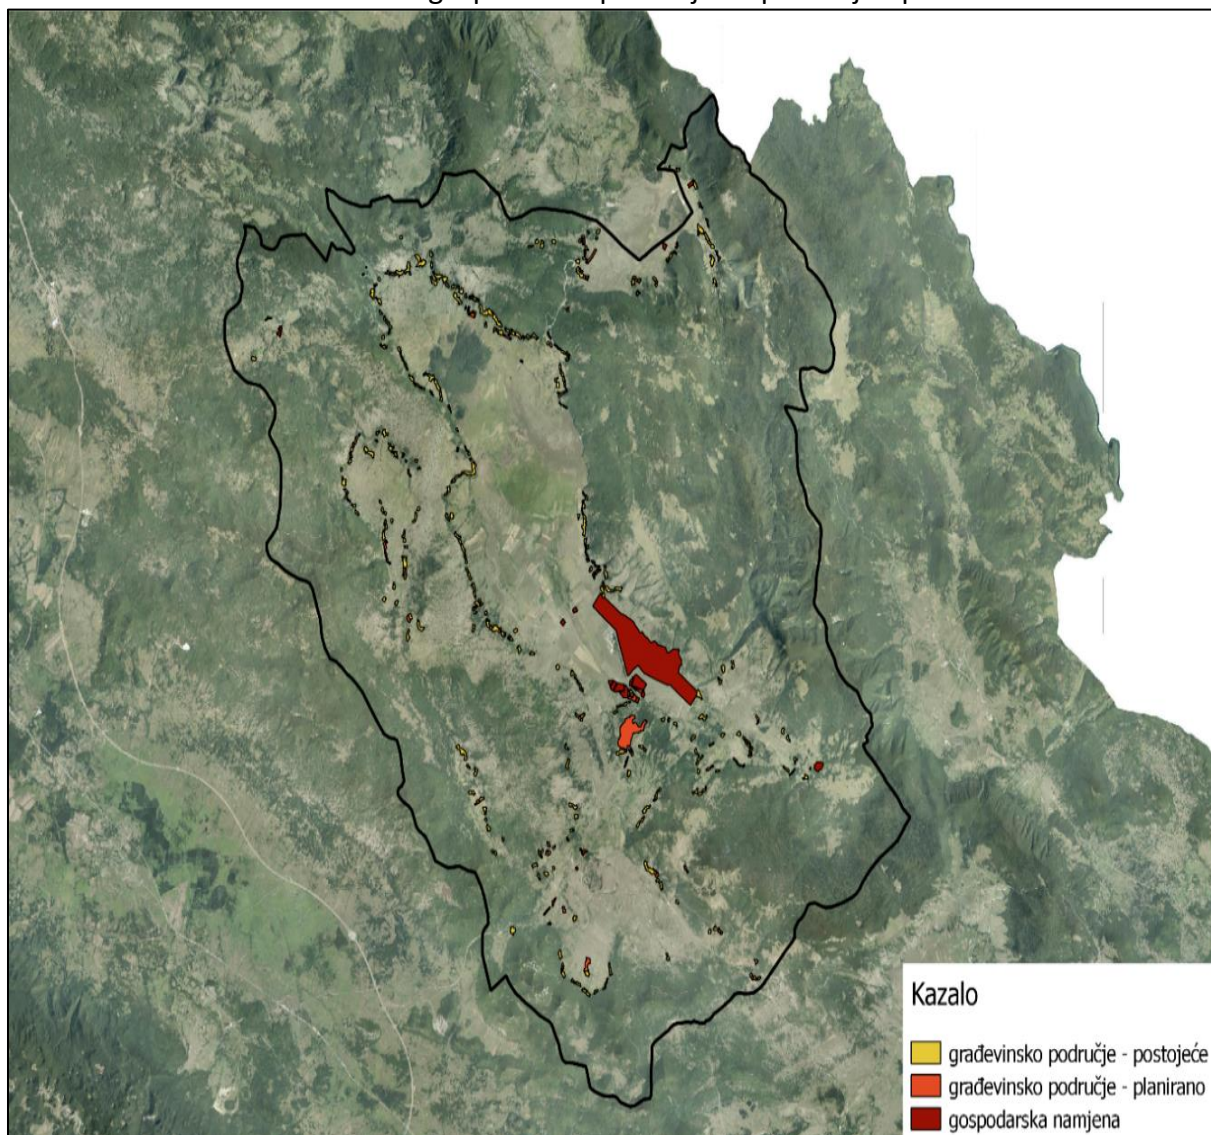 Kazalo
građevinsko područje - postojeće
građevinsko područje - planirano
gospodarska namjena